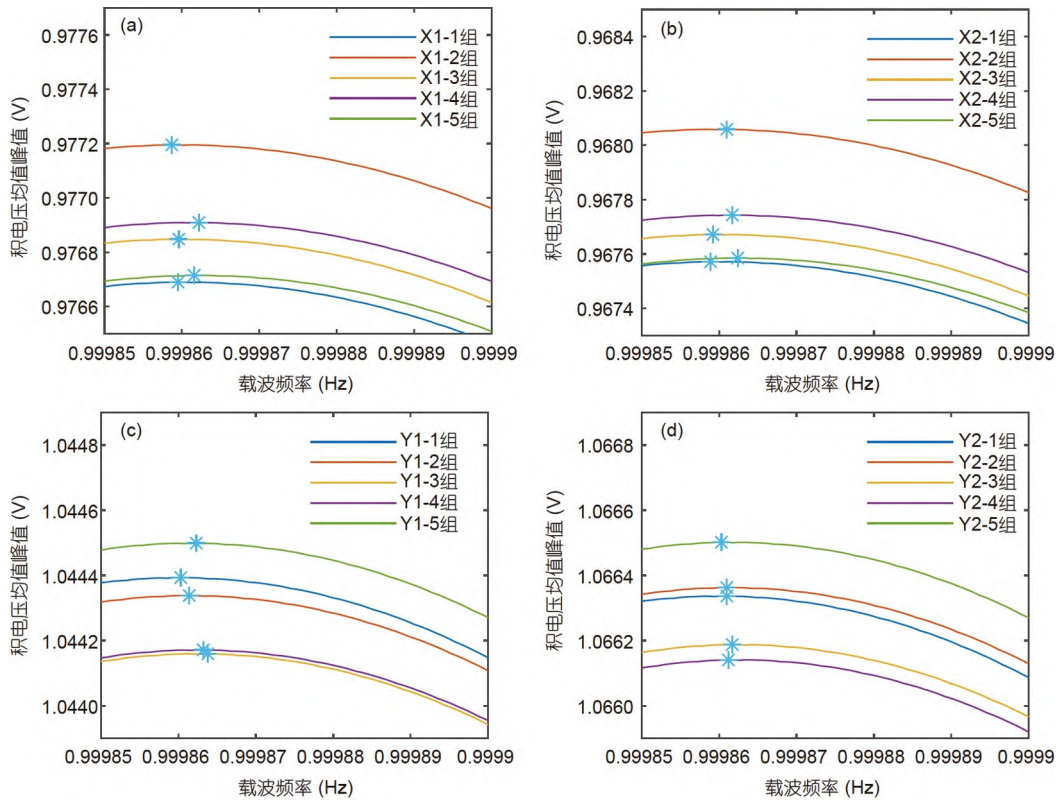 (a)
X1-1组
X1-2组
X1-3组
X1-4组
X1-5组
0.9776
0.9774
0.9772
0.9770
0.9768
0.9766
积电压均值峰值 (V)
0.99985 0.99986 0.99987 0.99988 0.99989 0.9999
载波频率 (Hz)
(b)
X2-1组
X2-2组
X2-3组
X2-4组
X2-5组
0.9684
0.9682
0.9680
0.9678
0.9676
0.9674
积电压均值峰值 (V)
0.99985 0.99986 0.99987 0.99988 0.99989 0.9999
载波频率 (Hz)
(c)
Y1-1组
Y1-2组
Y1-3组
Y1-4组
Y1-5组
1.0448
1.0446
1.0444
1.0442
1.0440
积电压均值峰值 (V)
0.99985 0.99986 0.99987 0.99988 0.99989 0.9999
载波频率 (Hz)
(d)
Y2-1组
Y2-2组
Y2-3组
Y2-4组
Y2-5组
1.0668
1.0666
1.0664
1.0662
1.0660
积电压均值峰值 (V)
0.99985 0.99986 0.99987 0.99988 0.99989 0.9999
载波频率 (Hz)